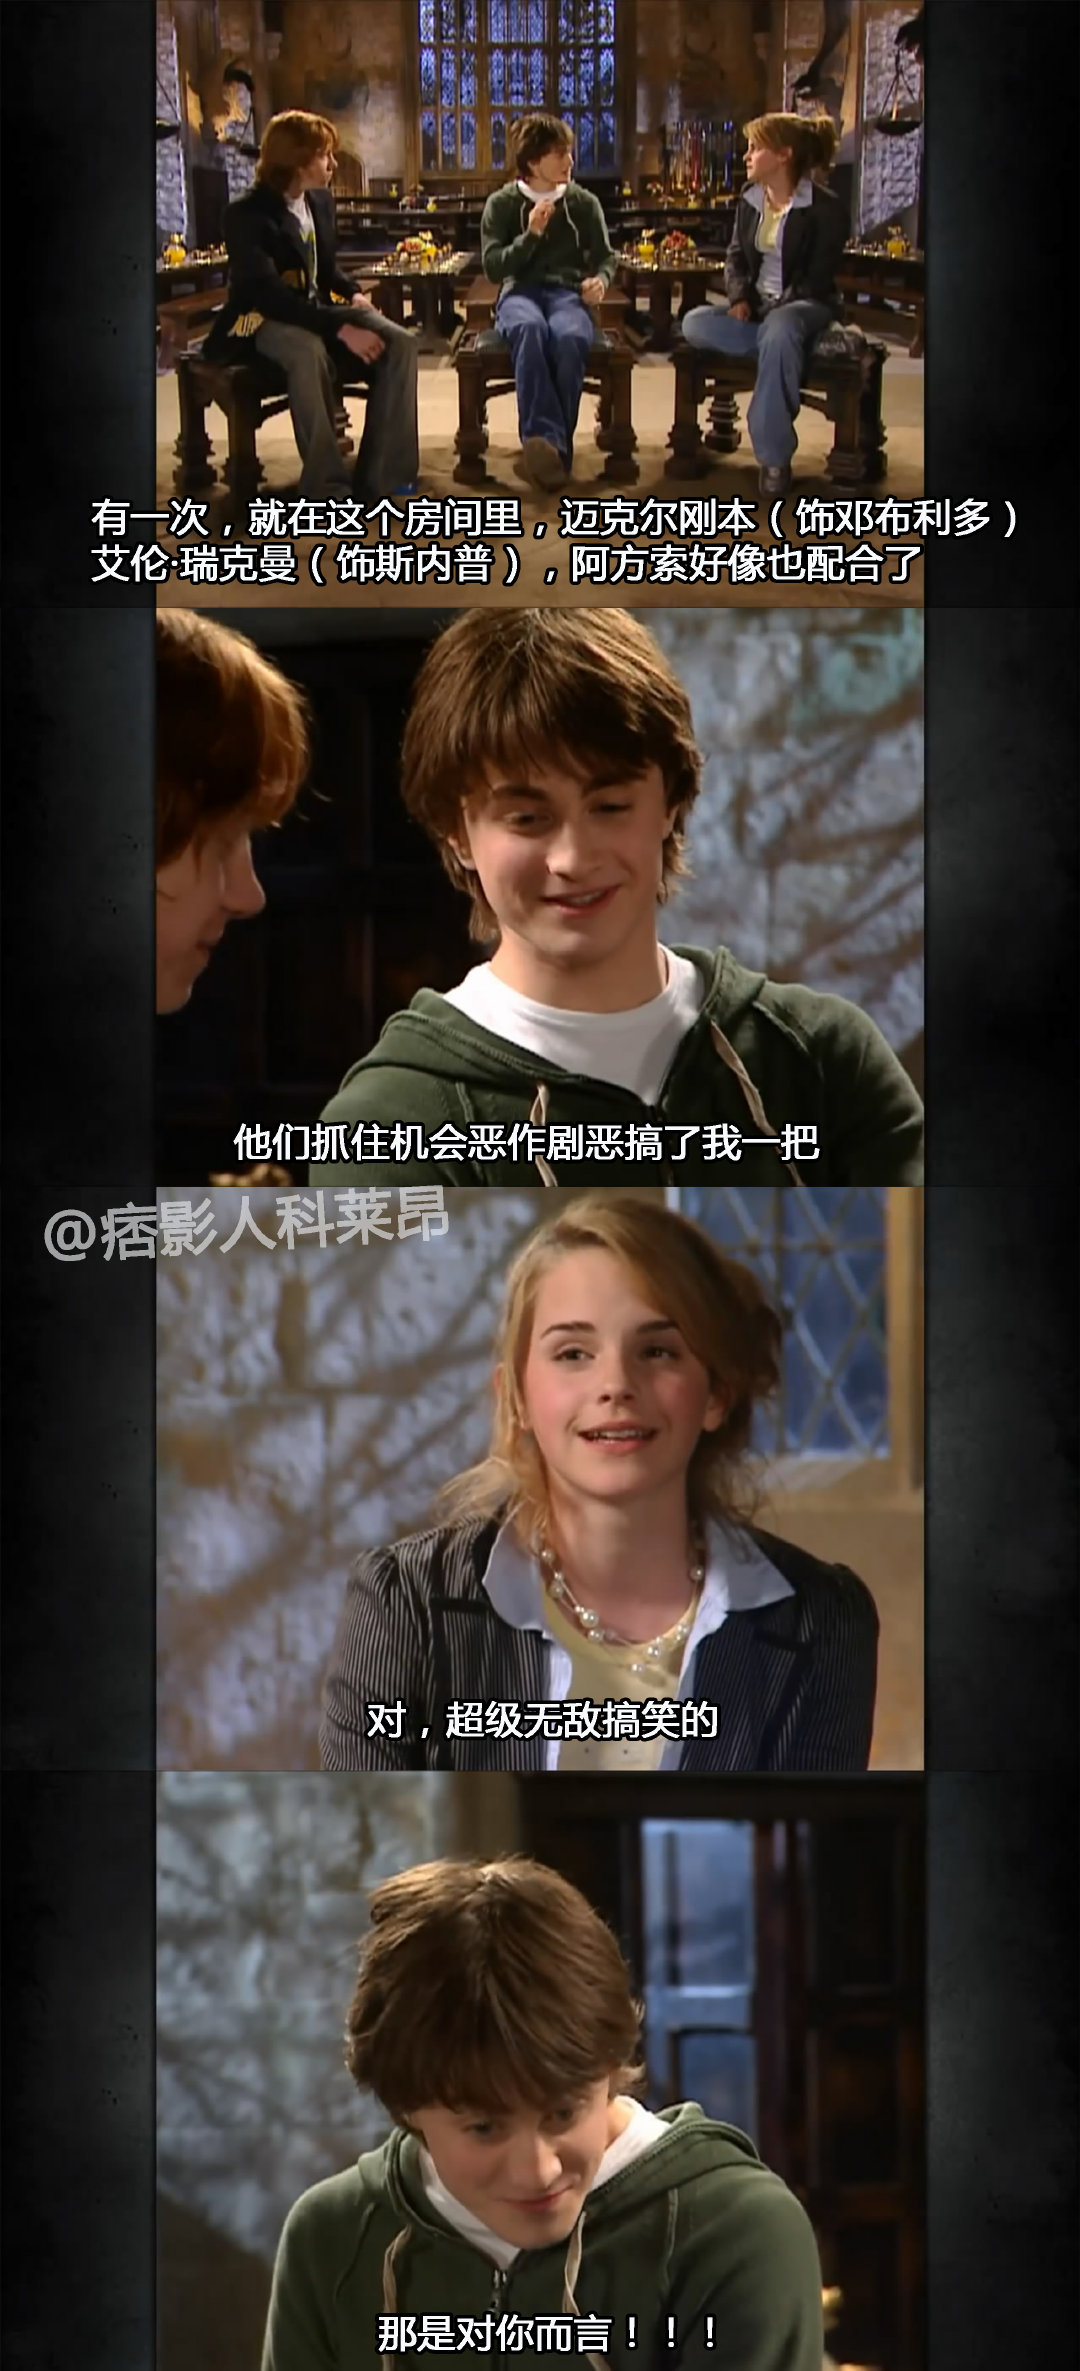 有一次，就在这个房间里，迈克尔刚本（饰邓布利多）
艾伦·瑞克曼（饰斯内普），阿方索好像也配合了
他们抓住机会恶作剧恶搞了我一把
@痞影人科莱昂
对，超级无敌搞笑的
那是对你而言！！！